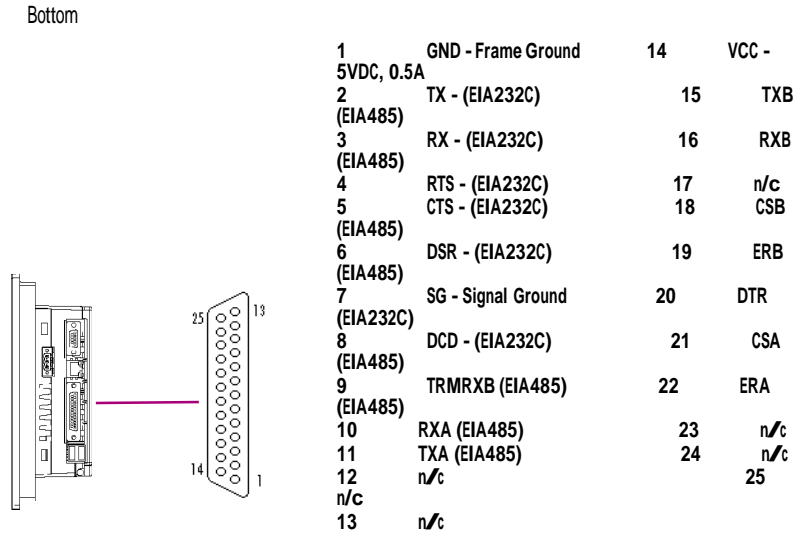 Bottom
1 GND - Frame Ground 14 VCC -
5VDC, 0.5A
2 TX - (EIA232C) 15 TXB
(EIA485)
3 RX - (EIA232C) 16 RXB
(EIA485)
4 RTS - (EIA232C) 17 n/c
5 CTS - (EIA232C) 18 CSB
(EIA485)
6 DSR - (EIA232C) 19 ERB
(EIA485)
7 SG - Signal Ground 20 DTR
(EIA232C)
8 DCD - (EIA232C) 21 CSA
(EIA485)
9 TRMRXB (EIA485) 22 ERA
(EIA485)
10 RXA (EIA485) 23 n/c
11 TXA (EIA485) 24 n/c
12 n/c 25
n/c
13 n/c
25 13
14 1